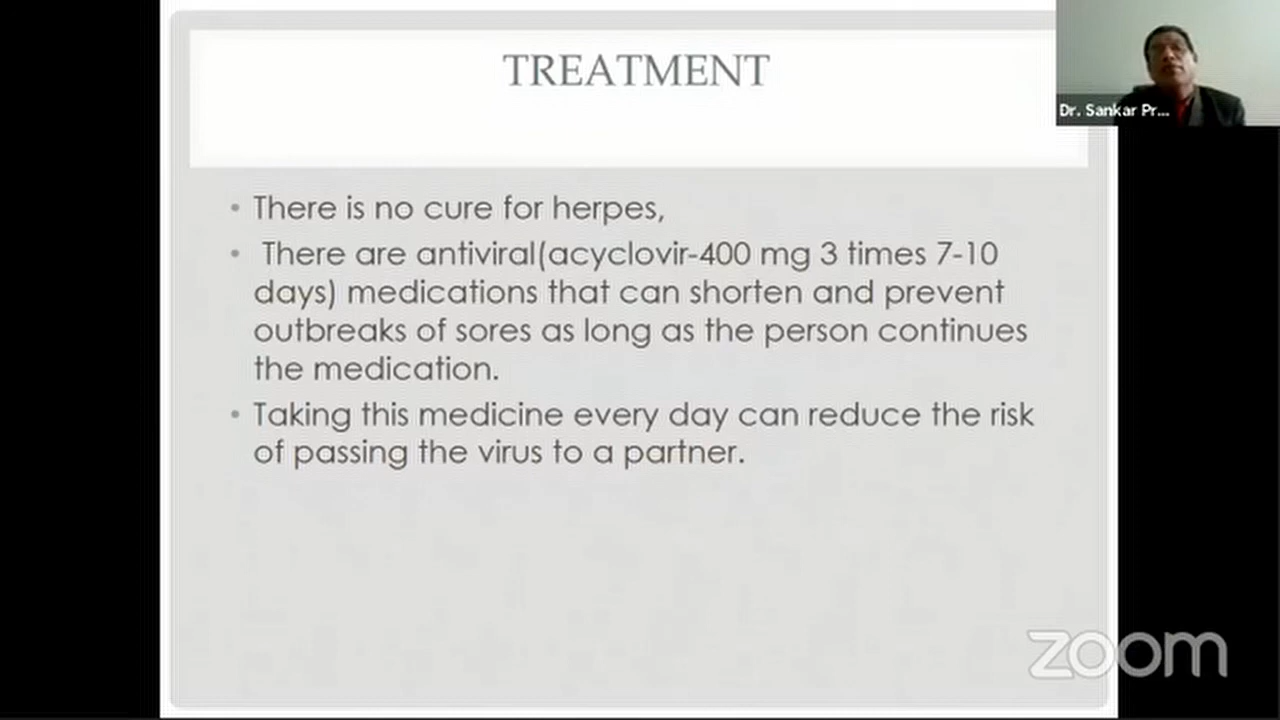 TREATMENT
Dr. Sankar Pr...
• There is no cure for herpes,
• There are antiviral(acyclovir-400 mg 3 times 7-10
days) medications that can shorten and prevent
outbreaks of sores as long as the person continues
the medication.
• Taking this medicine every day can reduce the risk
of passing the virus to a partner.
zoom